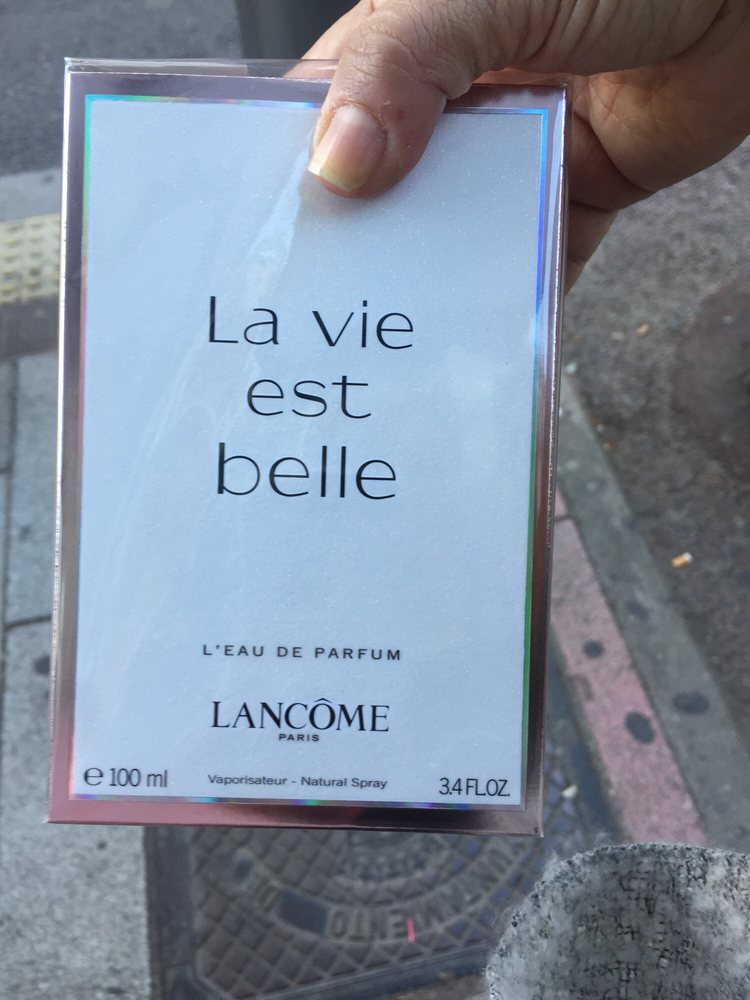 La vie
est
belle
L'EAU DE PARFUM
LANCÔME
PARIS
℮ 100 ml Vaporisateur - Natural Spray 3.4 FL.OZ.